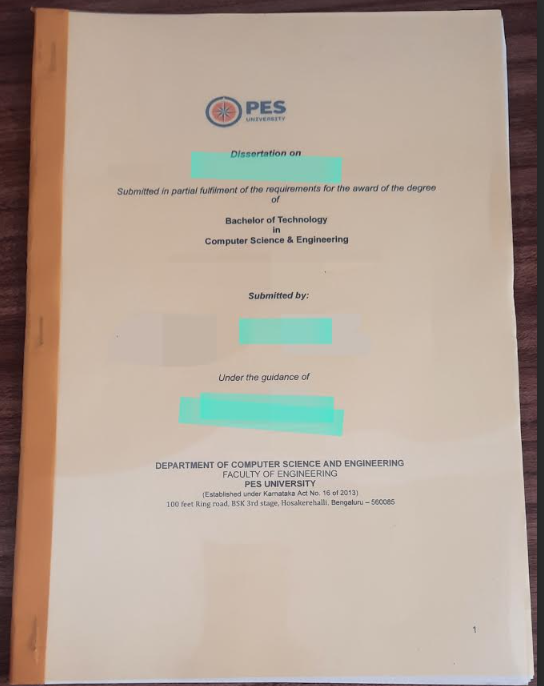 PES
UNIVERSITY
Dissertation on
Submitted in partial fulfilment of the requirements for the award of the degree
of
Bachelor of Technology
in
Computer Science & Engineering
Submitted by:
Under the guidance of
DEPARTMENT OF COMPUTER SCIENCE AND ENGINEERING
FACULTY OF ENGINEERING
PES UNIVERSITY
(Established under Karnataka Act No. 16 of 2013)
100 feet Ring road, BSK 3rd stage, Hosakerehalli, Bengaluru – 560085
1